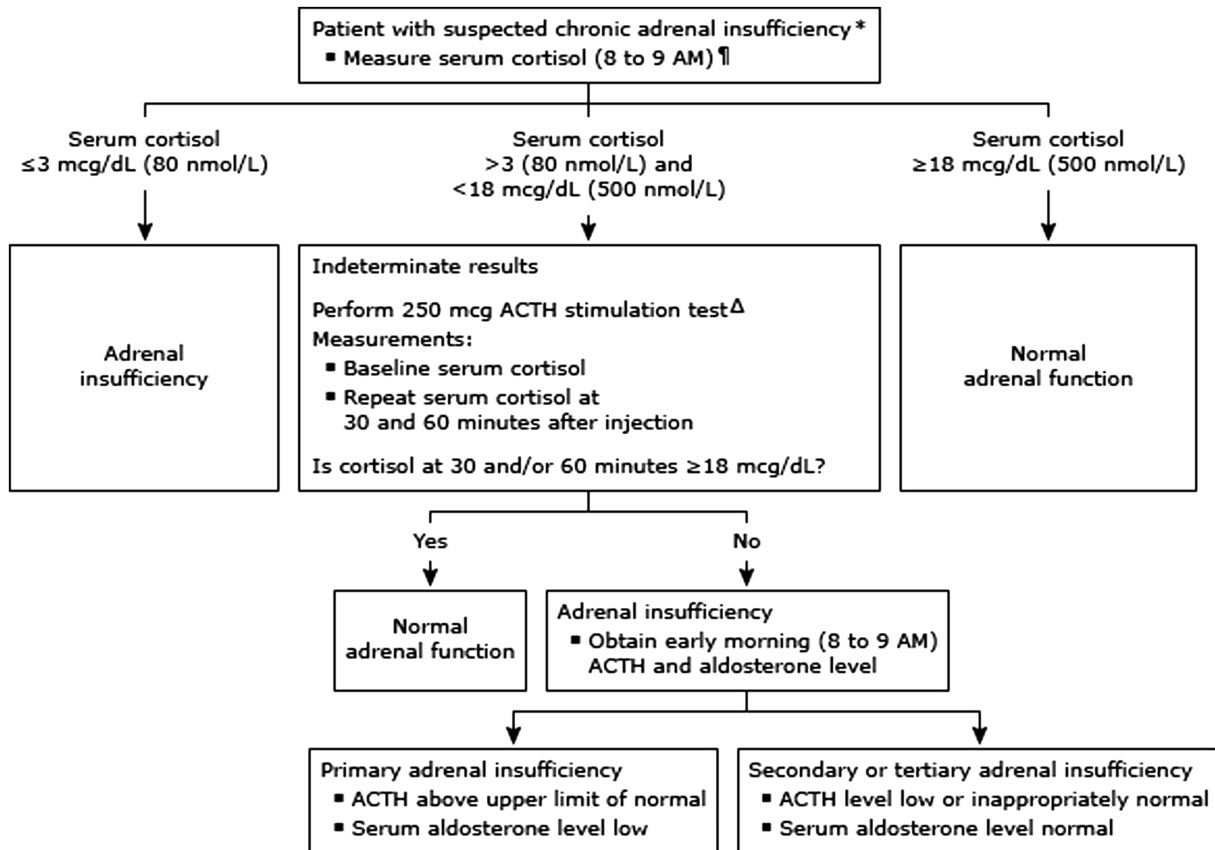 Patient with suspected chronic adrenal insufficiency*
▪ Measure serum cortisol (8 to 9 AM)¶
Serum cortisol
≤3 mcg/dL (80 nmol/L)
Serum cortisol
>3 (80 nmol/L) and
<18 mcg/dL (500 nmol/L)
Serum cortisol
≥18 mcg/dL (500 nmol/L)
Adrenal
insufficiency
Indeterminate results
Perform 250 mcg ACTH stimulation testΔ
Measurements:
▪ Baseline serum cortisol
▪ Repeat serum cortisol at
30 and 60 minutes after injection
Is cortisol at 30 and/or 60 minutes ≥18 mcg/dL?
Normal
adrenal function
Yes
No
Normal
adrenal function
Adrenal insufficiency
▪ Obtain early morning (8 to 9 AM)
ACTH and aldosterone level
Primary adrenal insufficiency
▪ ACTH above upper limit of normal
▪ Serum aldosterone level low
Secondary or tertiary adrenal insufficiency
▪ ACTH level low or inappropriately normal
▪ Serum aldosterone level normal